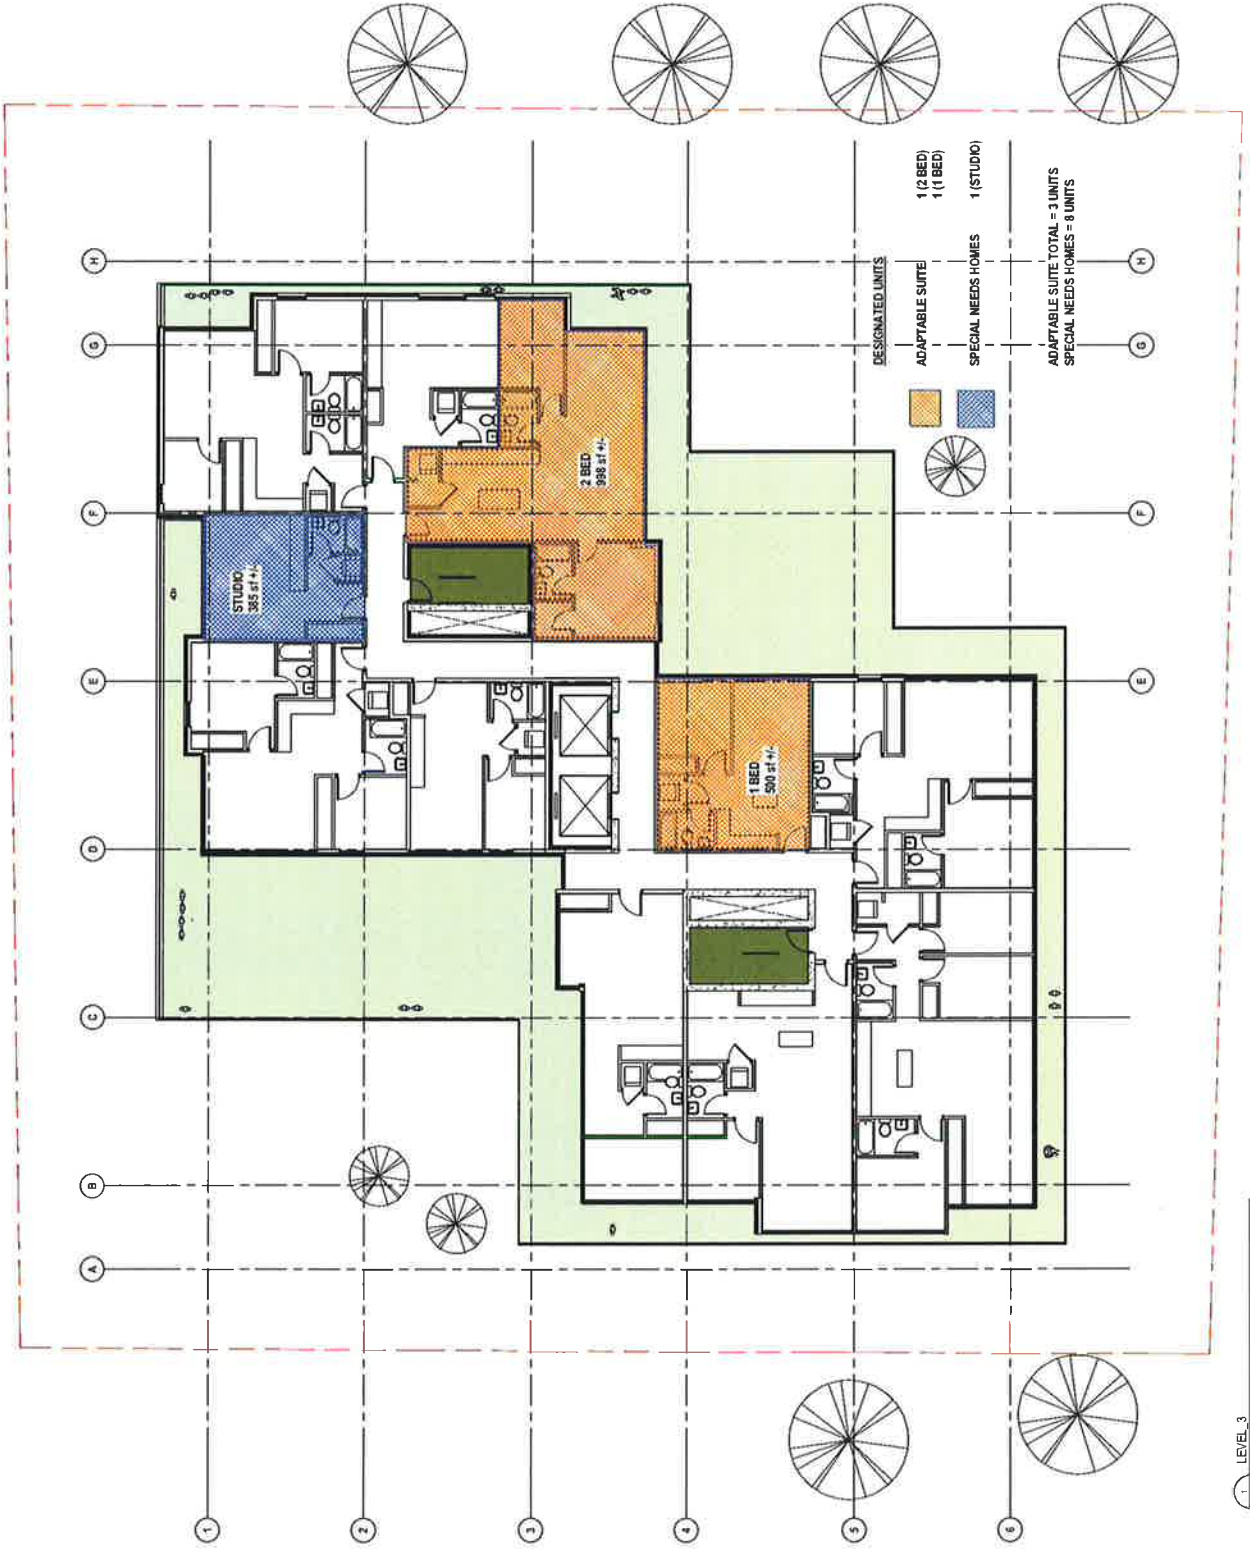 H
G
F
E
D
C
B
A
1
2
3
4
5
6
H
G
F
E
STUDIO
385 sf +/-
2 BED
998 sf +/-
1 BED
500 sf +/-
DESIGNATED UNITS
ADAPTABLE SUITE 1 (2 BED)
1 (1 BED)
SPECIAL NEEDS HOMES 1 (STUDIO)
ADAPTABLE SUITE TOTAL = 3 UNITS
SPECIAL NEEDS HOMES = 8 UNITS
1 LEVEL_3